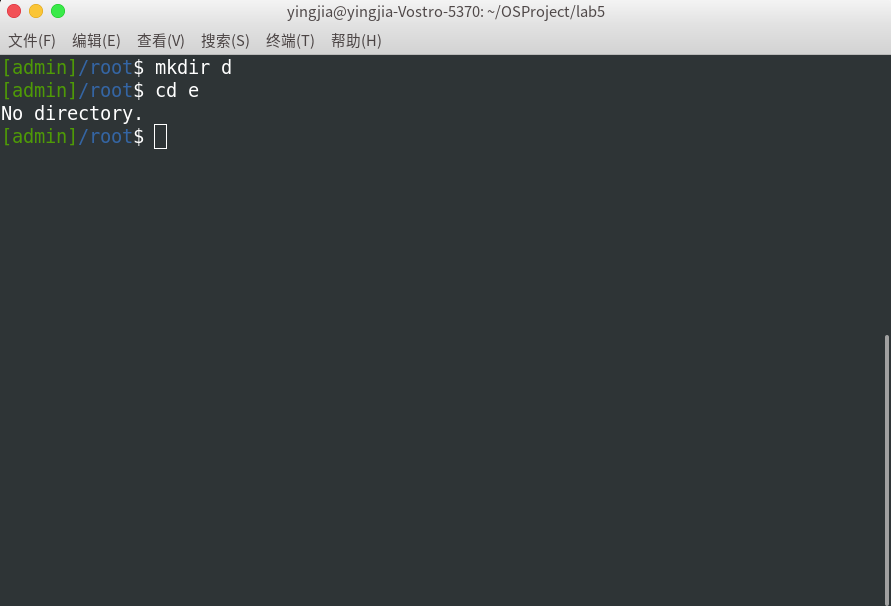 yingjia@yingjia-Vostro-5370: ~/OSProject/lab5
文件(F) 编辑(E) 查看(V) 搜索(S) 终端(T) 帮助(H)
[admin]/root$ mkdir d
[admin]/root$ cd e
No directory.
[admin]/root$